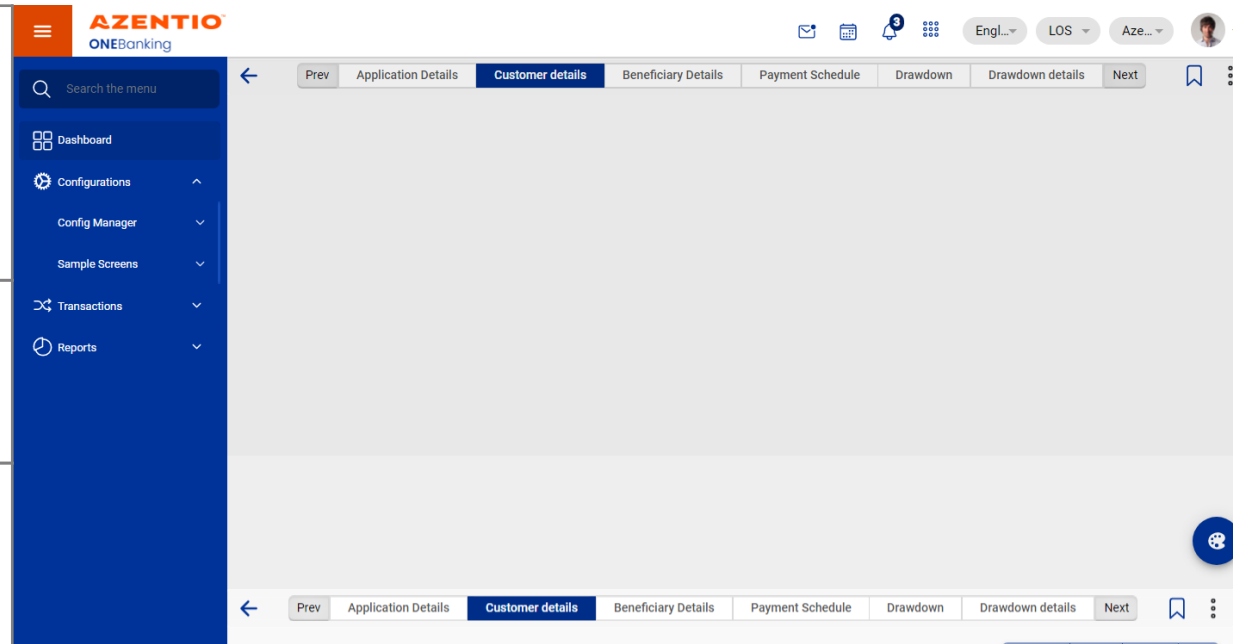 AZENTIO
ONEBanking
3
Engl...
LOS
Aze...
Search the menu
Prev Application Details Customer details Beneficiary Details Payment Schedule Drawdown Drawdown details Next
Dashboard
Configurations
Config Manager
Sample Screens
Transactions
Reports
Prev Application Details Customer details Beneficiary Details Payment Schedule Drawdown Drawdown details Next